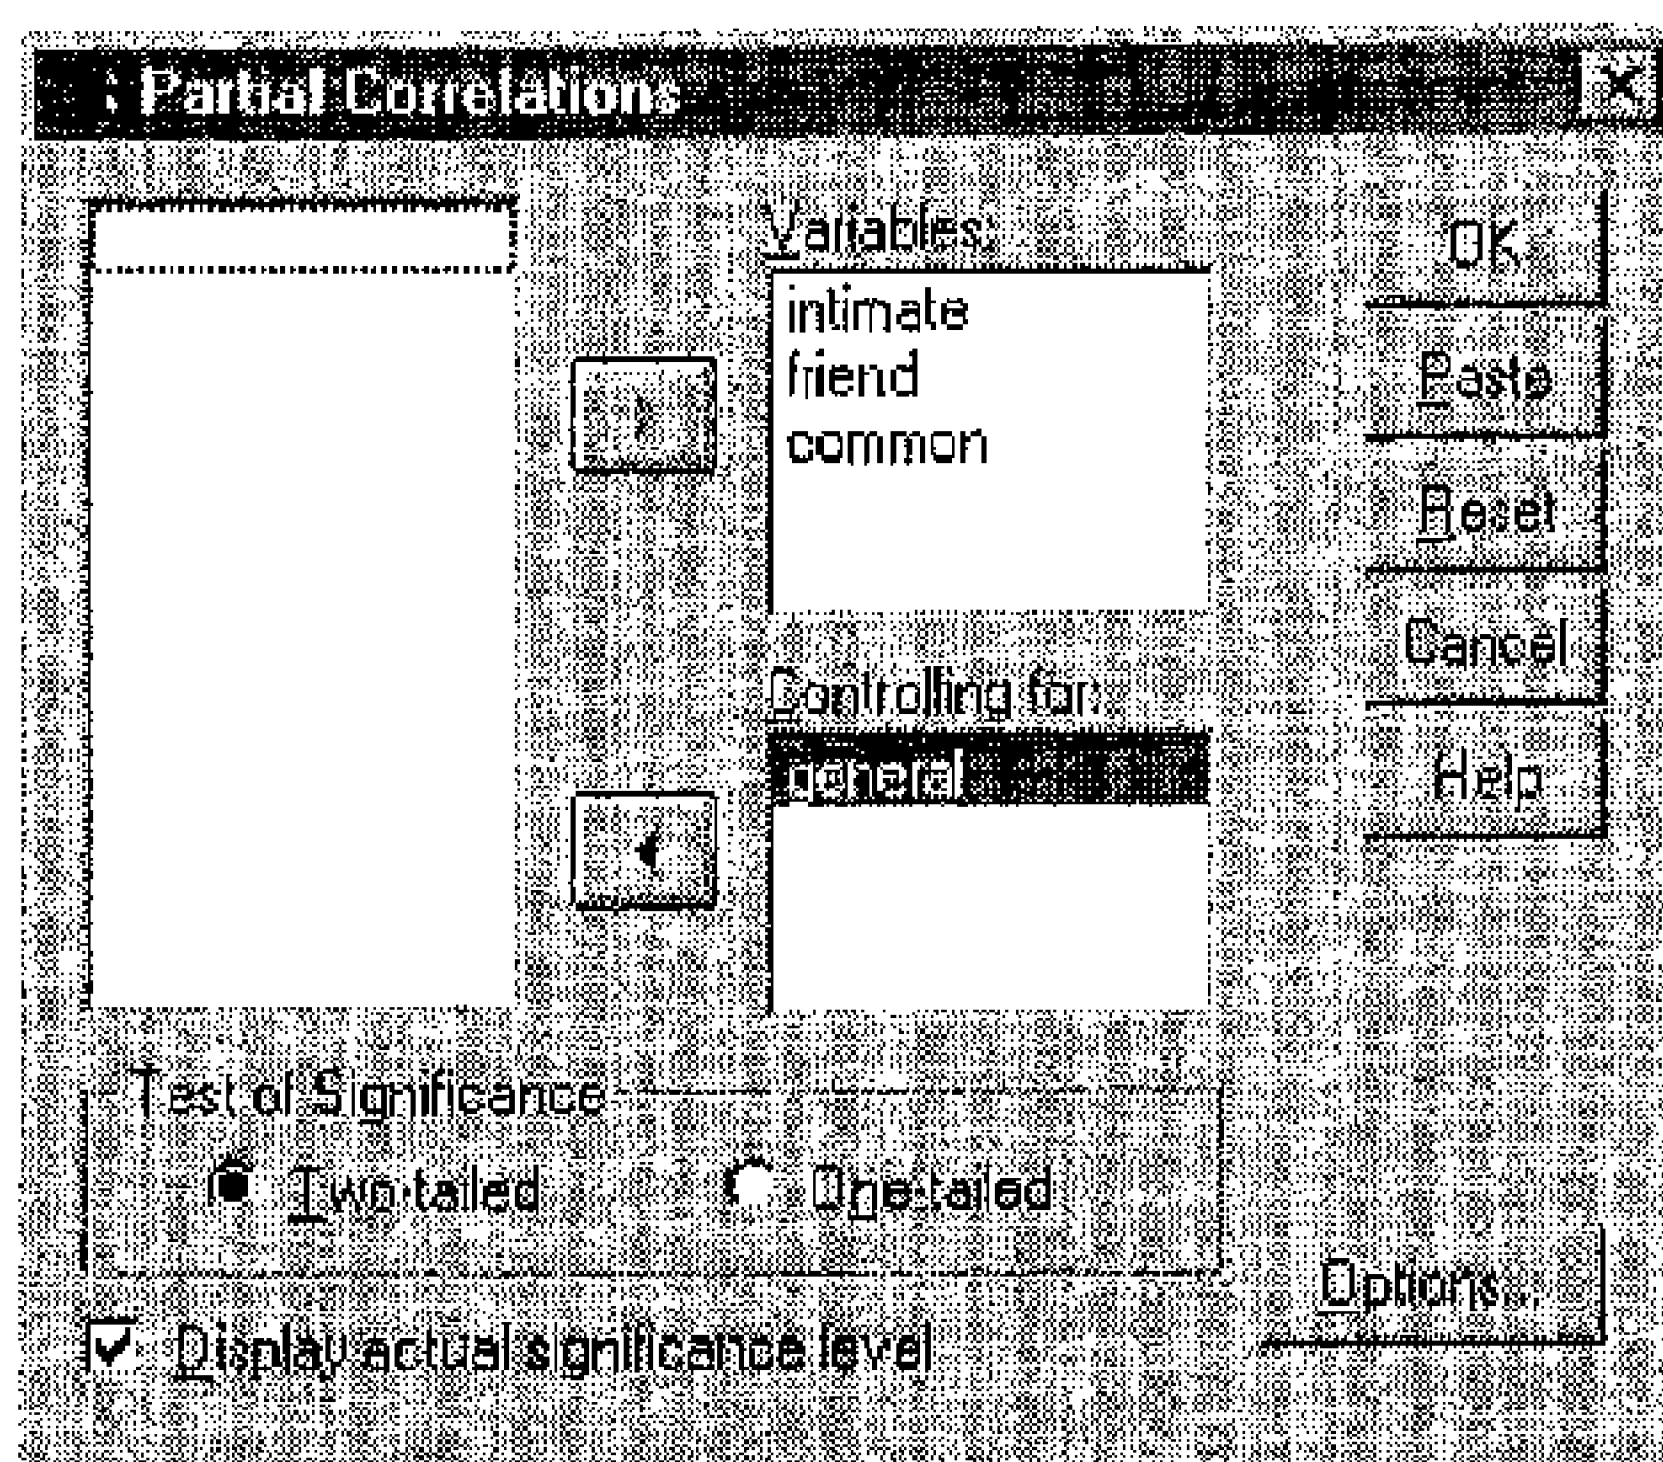 Partial Correlations
Variables:
intimate
friend
common
Controlling for:
general
OK
Paste
Reset
Cancel
Help
Test of Significance
Two-tailed
One-tailed
Options...
Display actual significance level